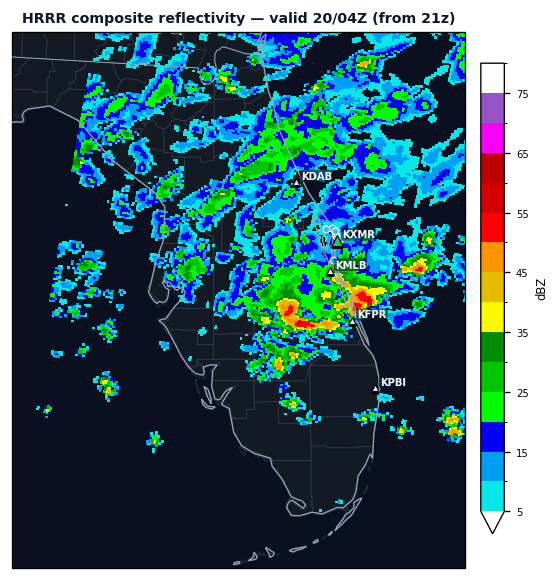 HRRR composite reflectivity — valid 20/04Z (from 21z)
KDAB
KXMR
KMLB
KFPR
KPBI
75
65
55
45
35
25
15
5
dBZ